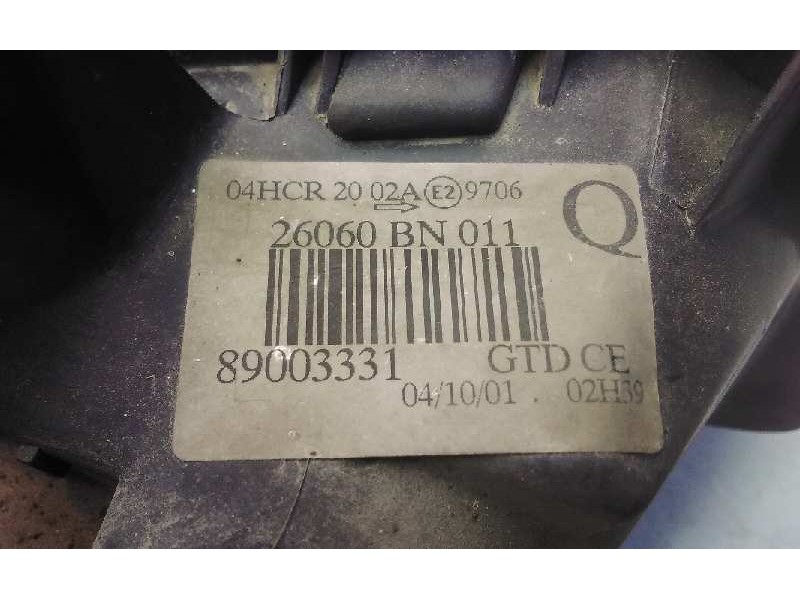 04HCR 20 02A E2 9706
Q
26060 BN 011
89003331 GTD CE
04/10/01 . 02H39